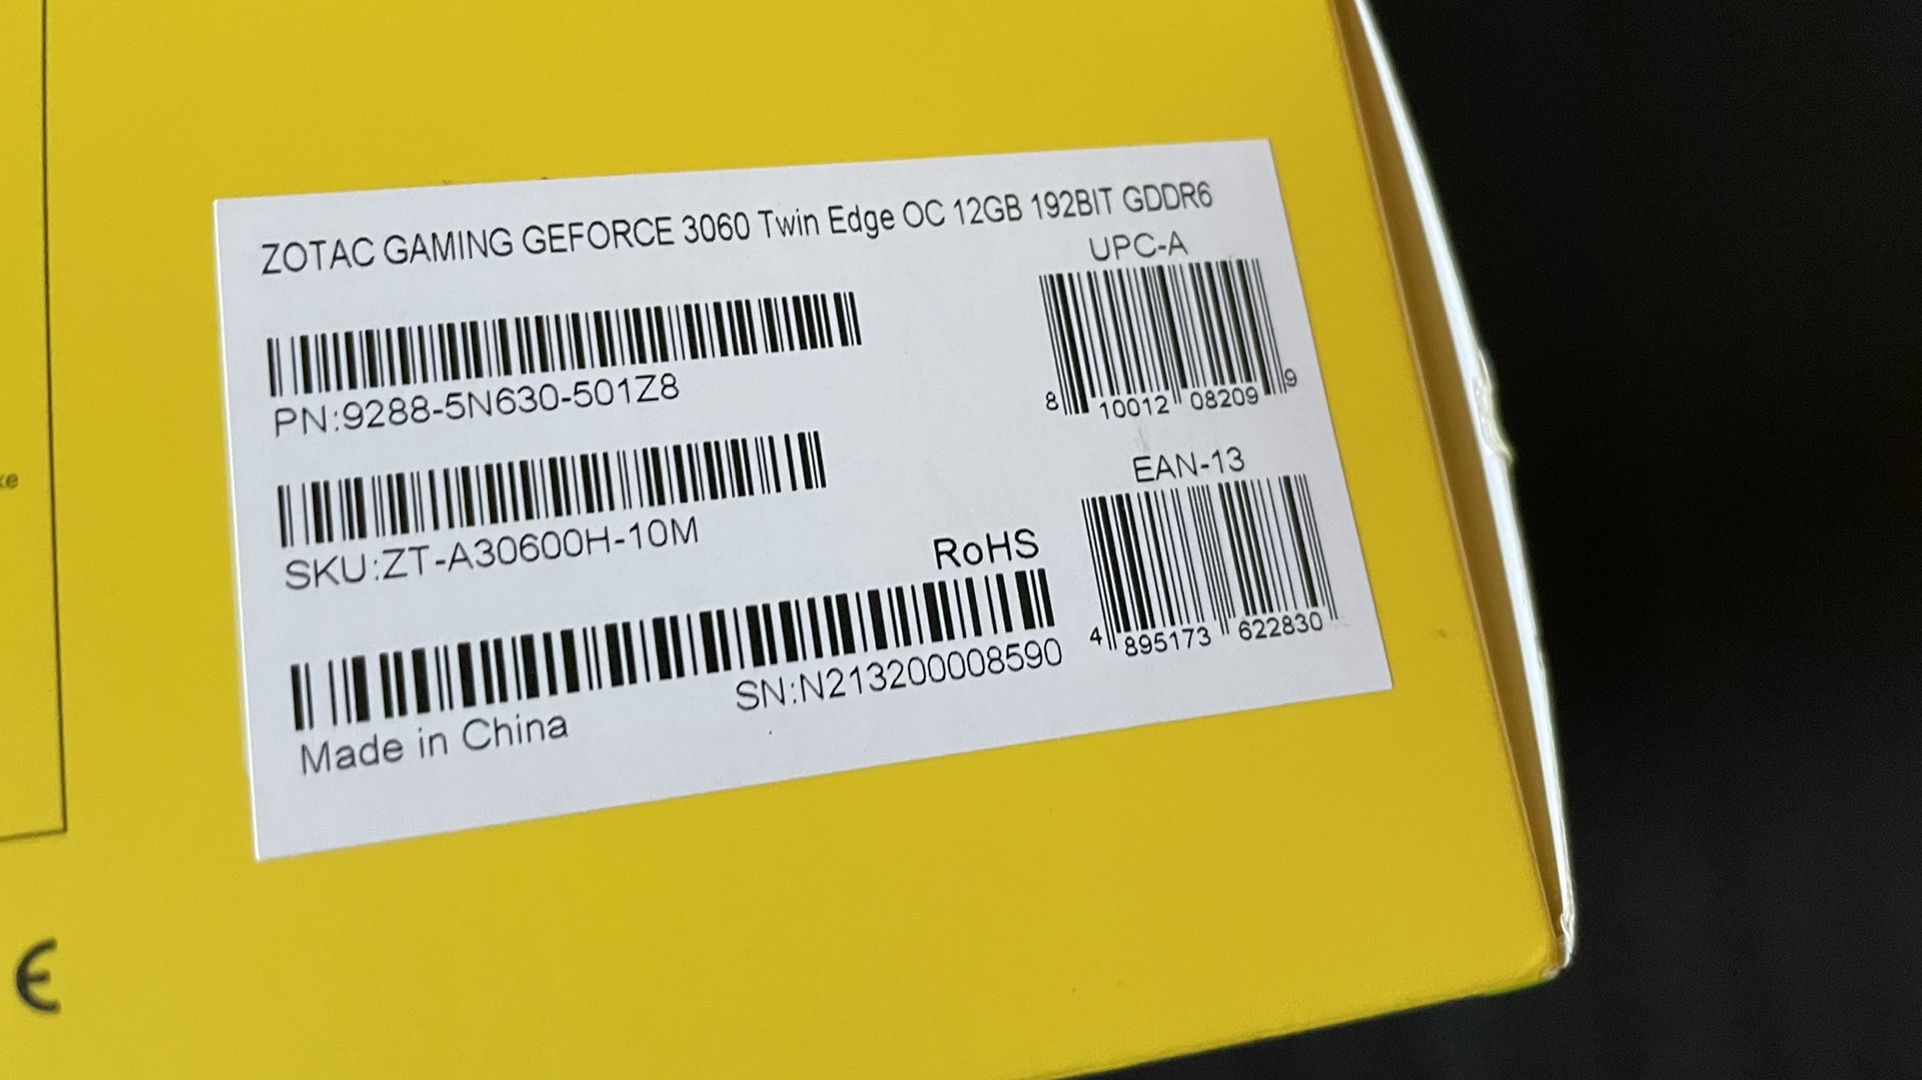 ZOTAC GAMING GEFORCE 3060 Twin Edge OC 12GB 192BIT GDDR6
UPC-A
8 10012 08209 9
PN:9288-5N630-501Z8
EAN-13
4 895173 622830
SKU:ZT-A30600H-10M
RoHS
SN:N213200008590
Made in China